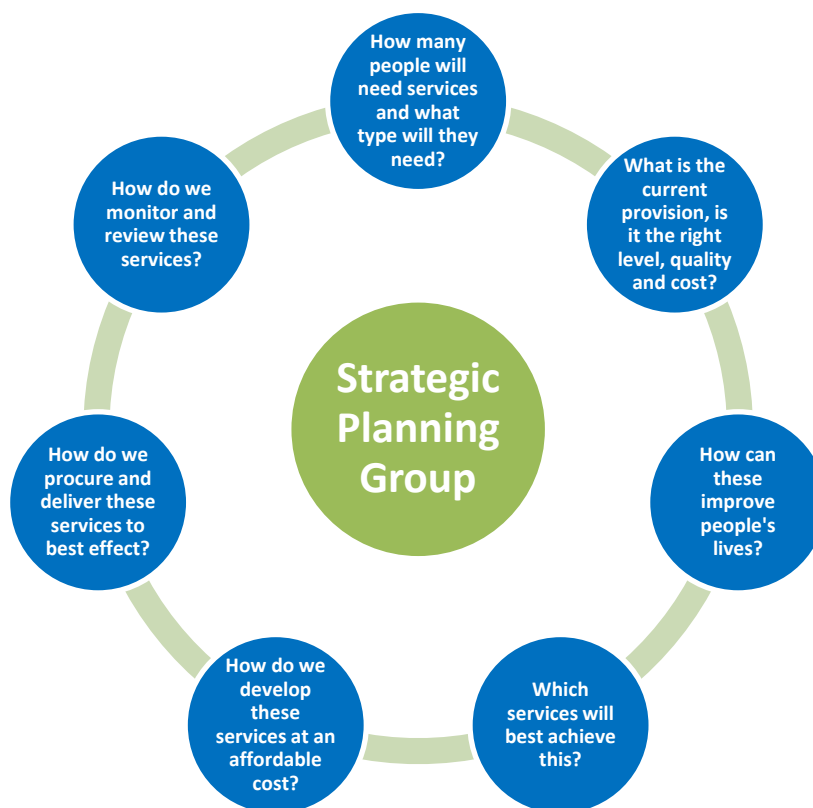 How many
people will
need services
and what
type will they
need?
What is the
current
provision, is
it the right
level, quality
and cost?
How can
these
improve
people's
lives?
Which
services will
best achieve
this?
How do we
develop
these
services at an
affordable
cost?
How do we
procure and
deliver these
services to
best effect?
How do we
monitor and
review these
services?
Strategic
Planning
Group